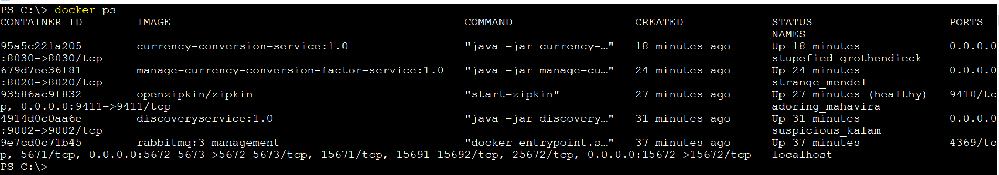 PS C:\> docker ps
CONTAINER ID IMAGE COMMAND CREATED STATUS PORTS
NAMES
95a5c221a205 currency-conversion-service:1.0 "java -jar currency-…" 18 minutes ago Up 18 minutes 0.0.0.0
:8030->8030/tcp stupefied_grothendieck
679d7ee36f81 manage-currency-conversion-factor-service:1.0 "java -jar manage-cu…" 24 minutes ago Up 24 minutes 0.0.0.0
:8020->8020/tcp strange_mendel
93586ac9f832 openzipkin/zipkin "start-zipkin" 27 minutes ago Up 27 minutes (healthy) 9410/tc
p, 0.0.0.0:9411->9411/tcp adoring_mahavira
4914d0c0aa6e discoveryservice:1.0 "java -jar discovery…" 31 minutes ago Up 31 minutes 0.0.0.0
:9002->9002/tcp suspicious_kalam
9e7cd0c71b45 rabbitmq:3-management "docker-entrypoint.s…" 37 minutes ago Up 37 minutes 4369/tc
p, 5671/tcp, 0.0.0.0:5672-5673->5672-5673/tcp, 15671/tcp, 15691-15692/tcp, 25672/tcp, 0.0.0.0:15672->15672/tcp localhost
PS C:\>